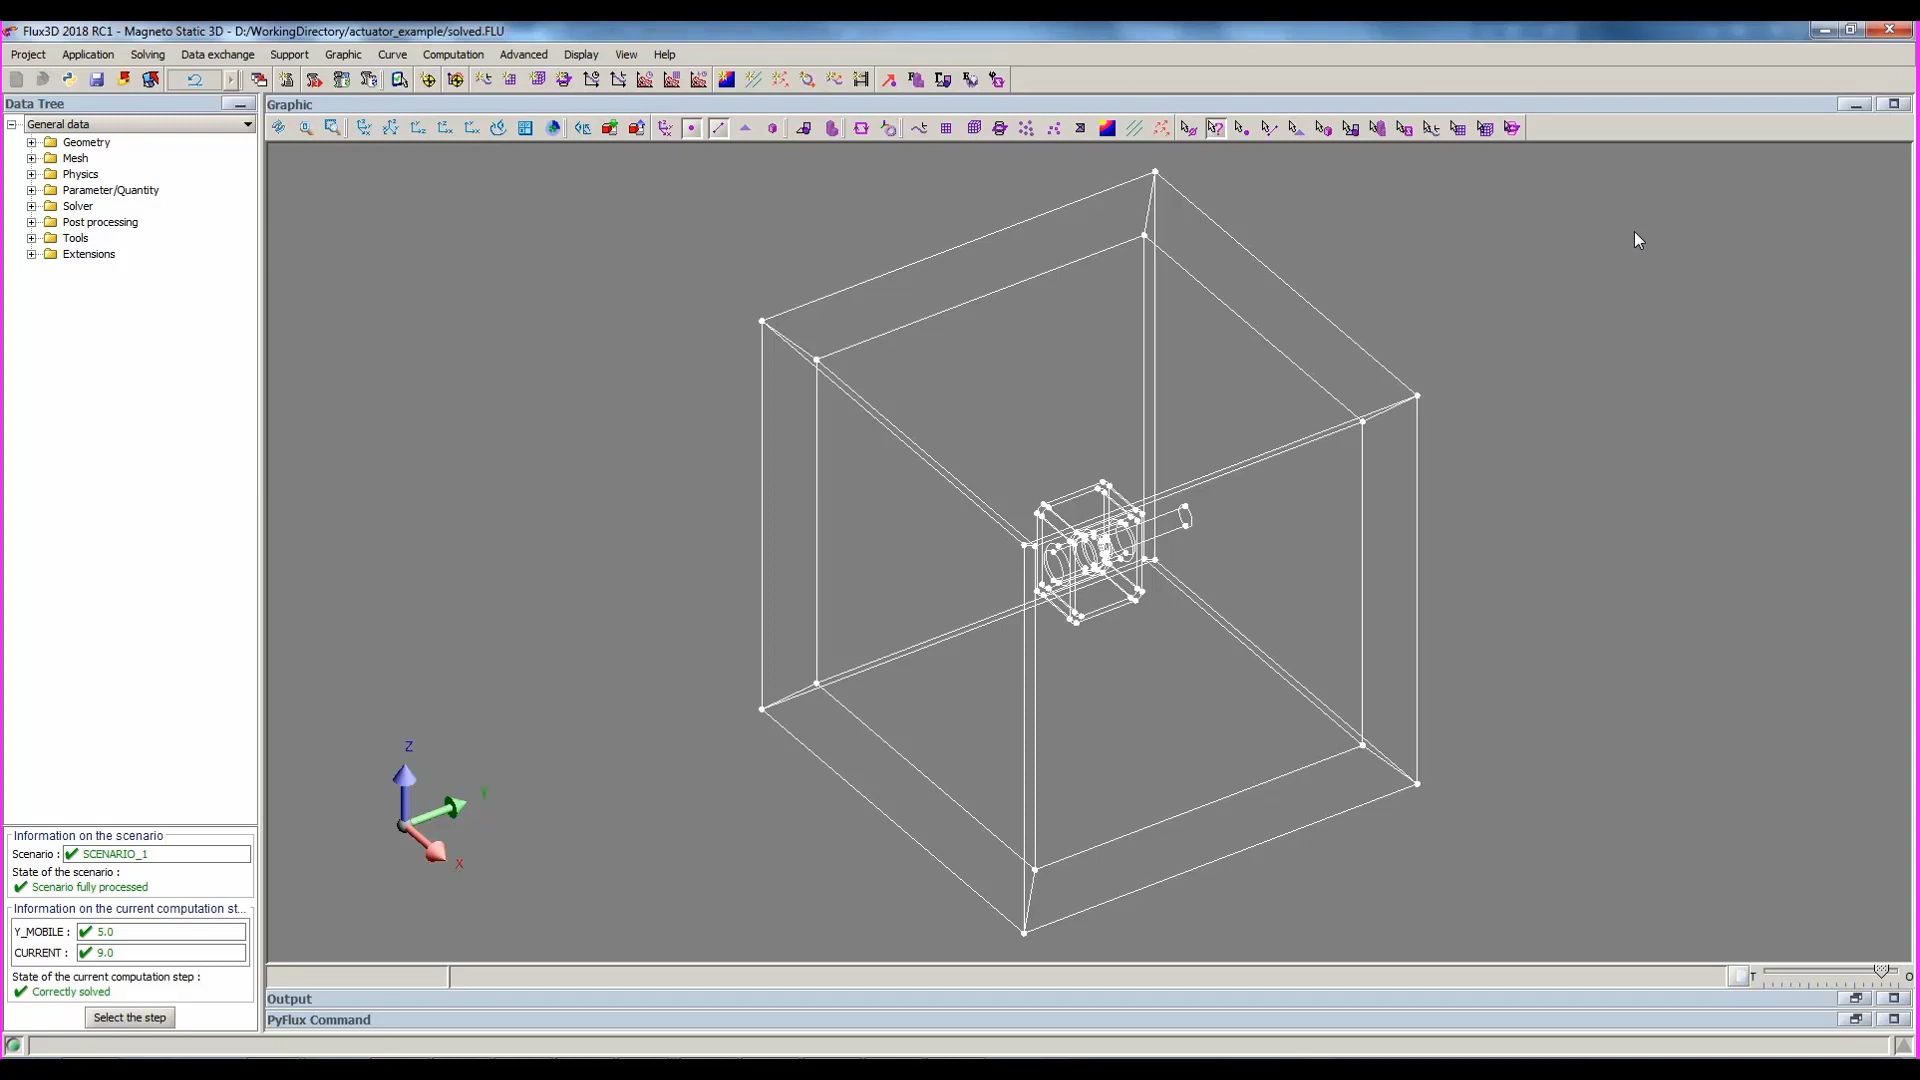 Flux3D 2018 RC1 - Magneto Static 3D - D:/WorkingDirectory/actuator_example/solved.FLU
Project Application Solving Data exchange Support Graphic Curve Computation Advanced Display View Help
Data Tree
General data
Geometry
Mesh
Physics
Parameter/Quantity
Solver
Post processing
Tools
Extensions
Information on the scenario
Scenario : SCENARIO_1
State of the scenario :
Scenario fully processed
Information on the current computation st...
Y_MOBILE : 5.0
CURRENT : 9.0
State of the current computation step :
Correctly solved
Select the step
Graphic
Z
Y
X
T
O
Output
PyFlux Command